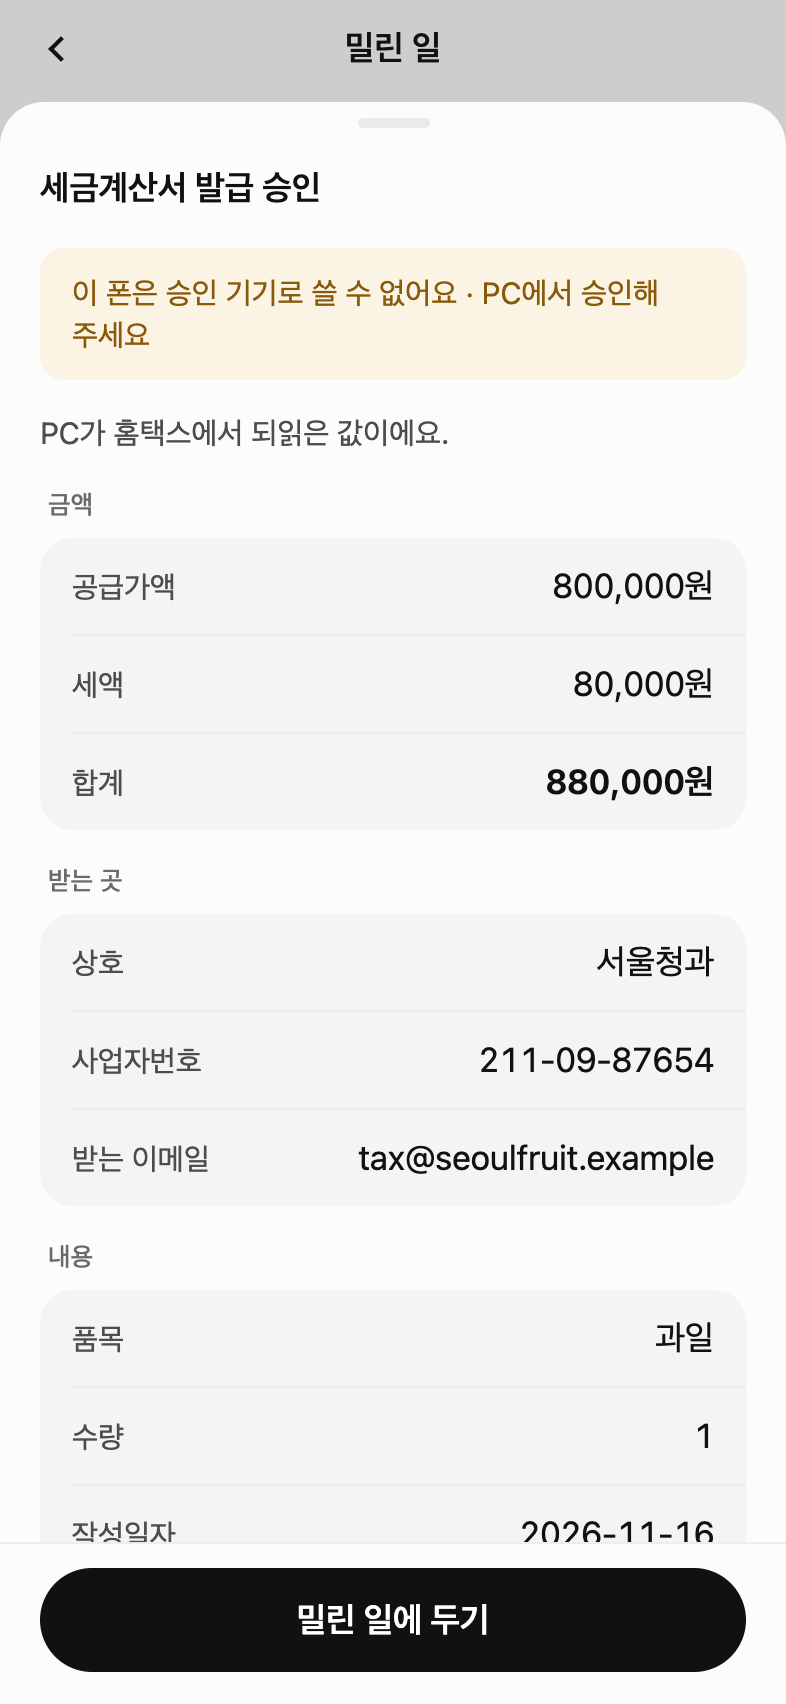 밀린 일
세금계산서 발급 승인
이 폰은 승인 기기로 쓸 수 없어요 · PC에서 승인해
주세요
PC가 홈택스에서 되읽은 값이에요.
금액
공급가액 800,000원
세액 80,000원
합계 880,000원
받는 곳
상호 서울청과
사업자번호 211-09-87654
받는 이메일 tax@seoulfruit.example
내용
품목 과일
수량 1
작성일자 2026-11-16
밀린 일에 두기